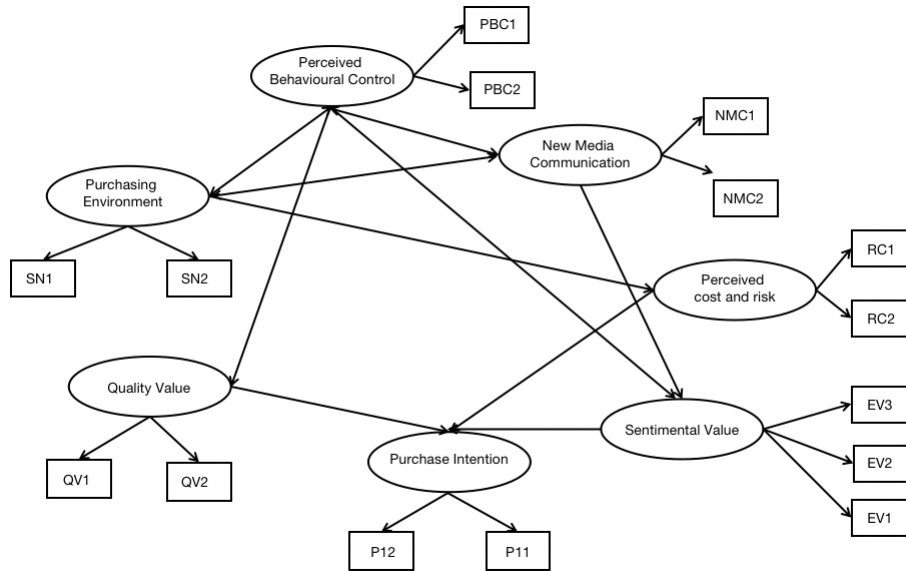 PBC1
Perceived
Behavioural Control
PBC2
NMC1
New Media
Communication
NMC2
Purchasing
Environment
SN1
SN2
RC1
Perceived
cost and risk
RC2
Quality Value
QV1
QV2
EV3
Sentimental Value
EV2
EV1
Purchase Intention
P12
P11